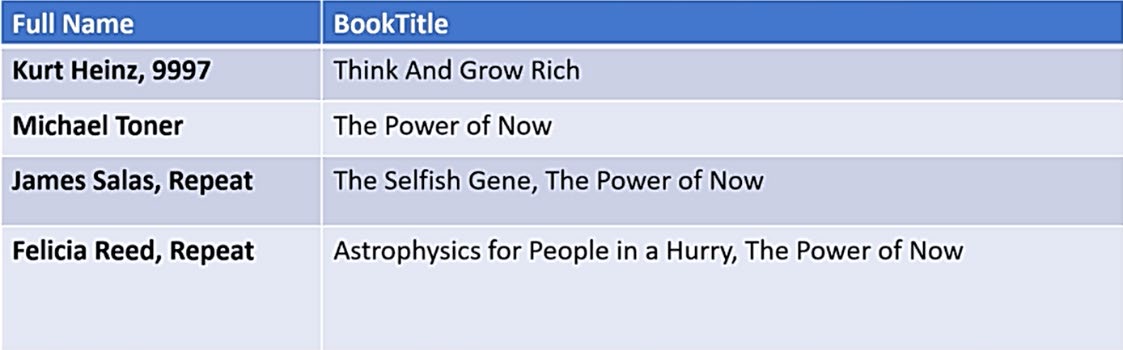 Full Name BookTitle
Kurt Heinz, 9997 Think And Grow Rich
Michael Toner The Power of Now
James Salas, Repeat The Selfish Gene, The Power of Now
Felicia Reed, Repeat Astrophysics for People in a Hurry, The Power of Now